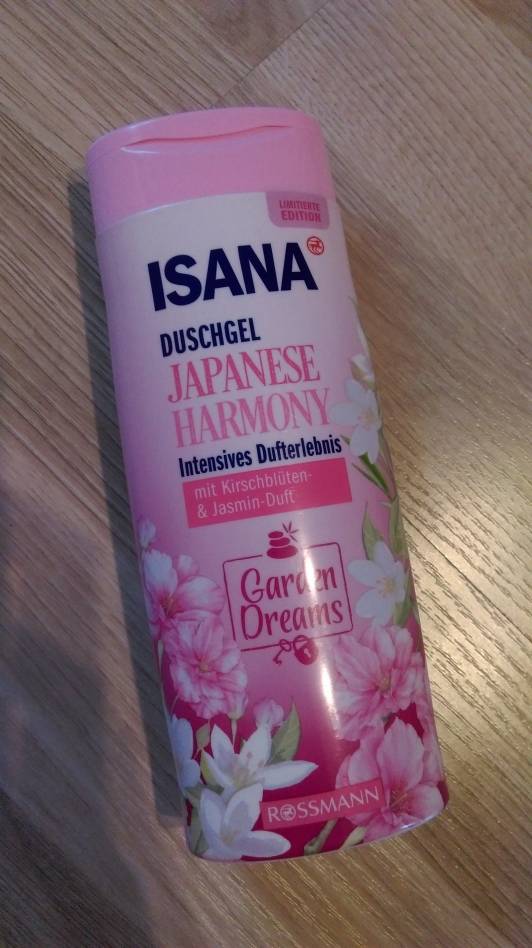 LIMITIERTE
EDITION
ISANA
DUSCHGEL
JAPANESE
HARMONY
Intensives Dufterlebnis
mit Kirschblüten-
& Jasmin-Duft
Garden
Dreams
ROSSMANN